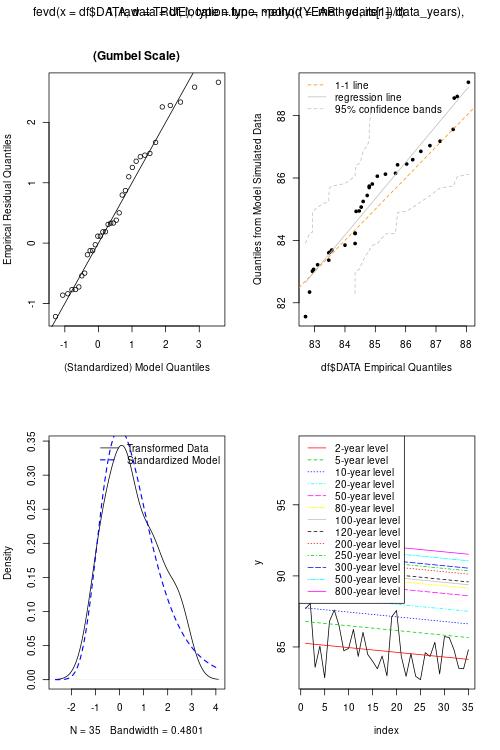 fevd(x = df$DATA,
data_years),
(Gumbel Scale)
Empirical Residual Quantiles
2
1
0
-1
-1 0 1 2 3
(Standardized) Model Quantiles
1-1 line
regression line
95% confidence bands
Quantiles from Model Simulated Data
88
86
84
82
83 84 85 86 87 88
df$DATA Empirical Quantiles
Transformed Data
Standardized Model
Density
0.35
0.30
0.25
0.20
0.15
0.10
0.05
0.00
-2 -1 0 1 2 3 4
N = 35 Bandwidth = 0.4801
2-year level
5-year level
10-year level
20-year level
50-year level
80-year level
100-year level
120-year level
200-year level
250-year level
300-year level
500-year level
800-year level
y
95
90
85
0 5 10 15 20 25 30 35
index